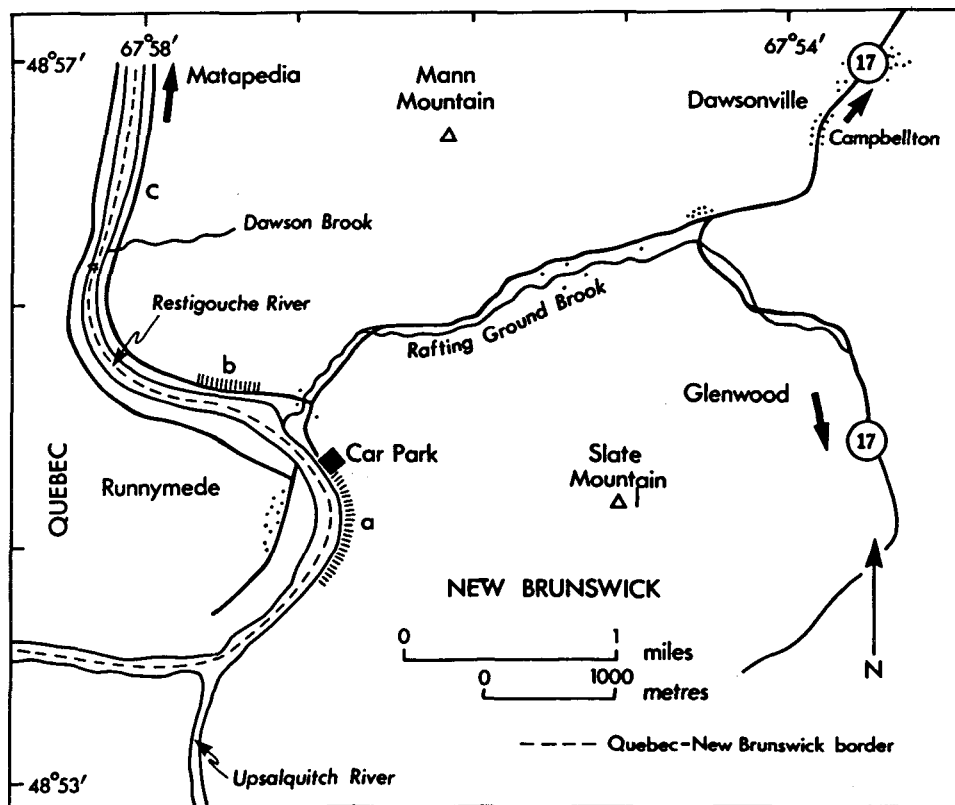 67°58′
67°54′
48°57′
17
Matapedia
Mann
Mountain
Dawsonville
Campbellton
c
Dawson Brook
Restigouche River
Rafting Ground Brook
b
Glenwood
17
Car Park
Slate
Mountain
QUEBEC
Runnymede
a
NEW BRUNSWICK
0 1
miles
0 1000
metres
N
Quebec-New Brunswick border
Upsalquitch River
48°53′